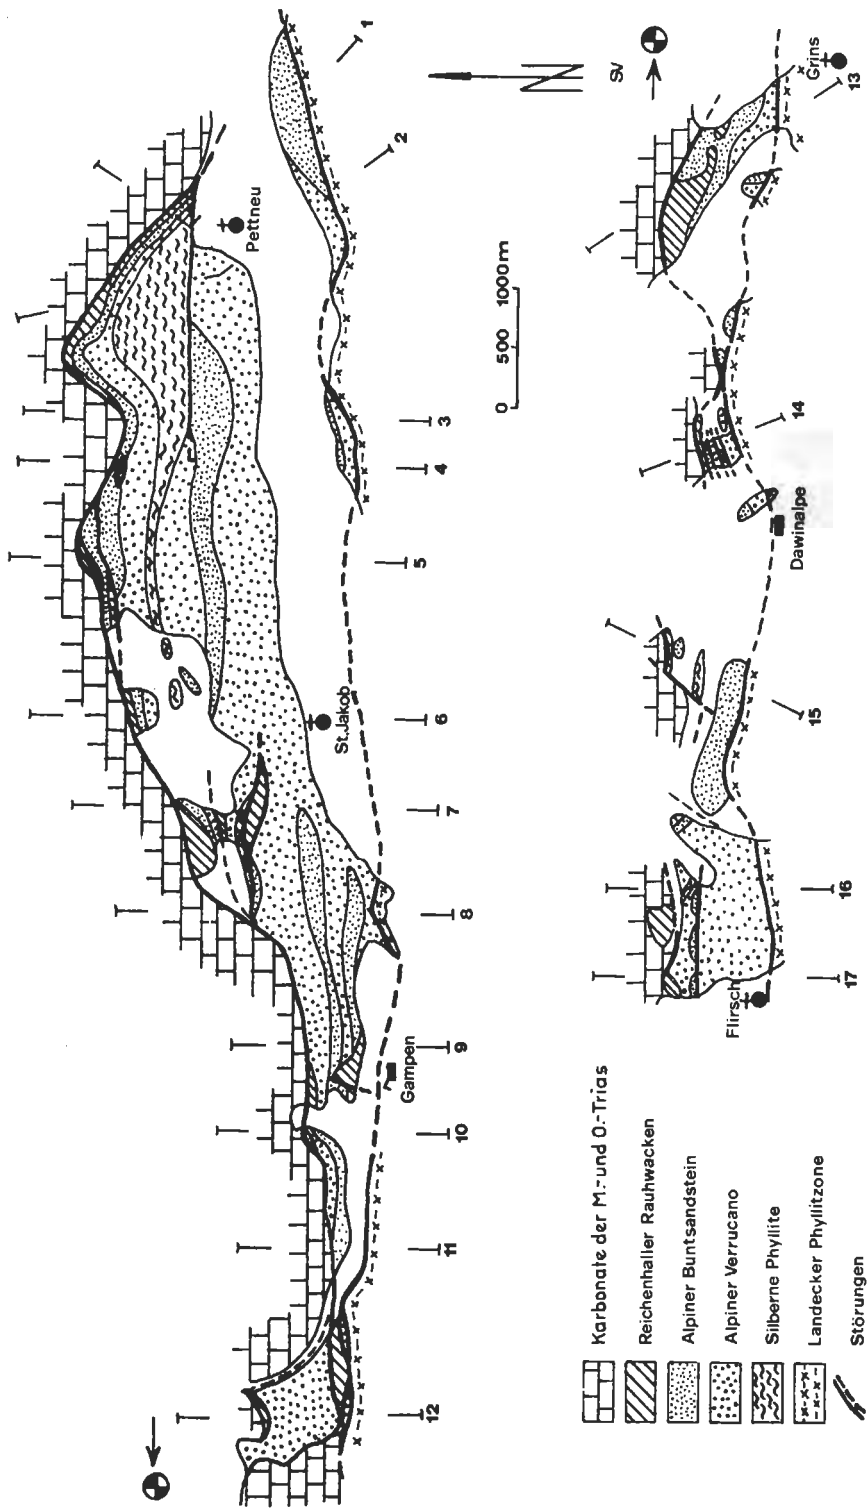 1
2
3
4
5
6
7
8
9
10
11
12
Pettneu
St.Jakob
Gampen
N
SV
0 500 1000m
Grins
13
14
Dawinalpe
15
16
17
Flirsch
Karbonate der M.- und O.-Trias
Reichenhaller Rauhwacken
Alpiner Buntsandstein
Alpiner Verrucano
Silberne Phyllite
Landecker Phyllitzone
Störungen